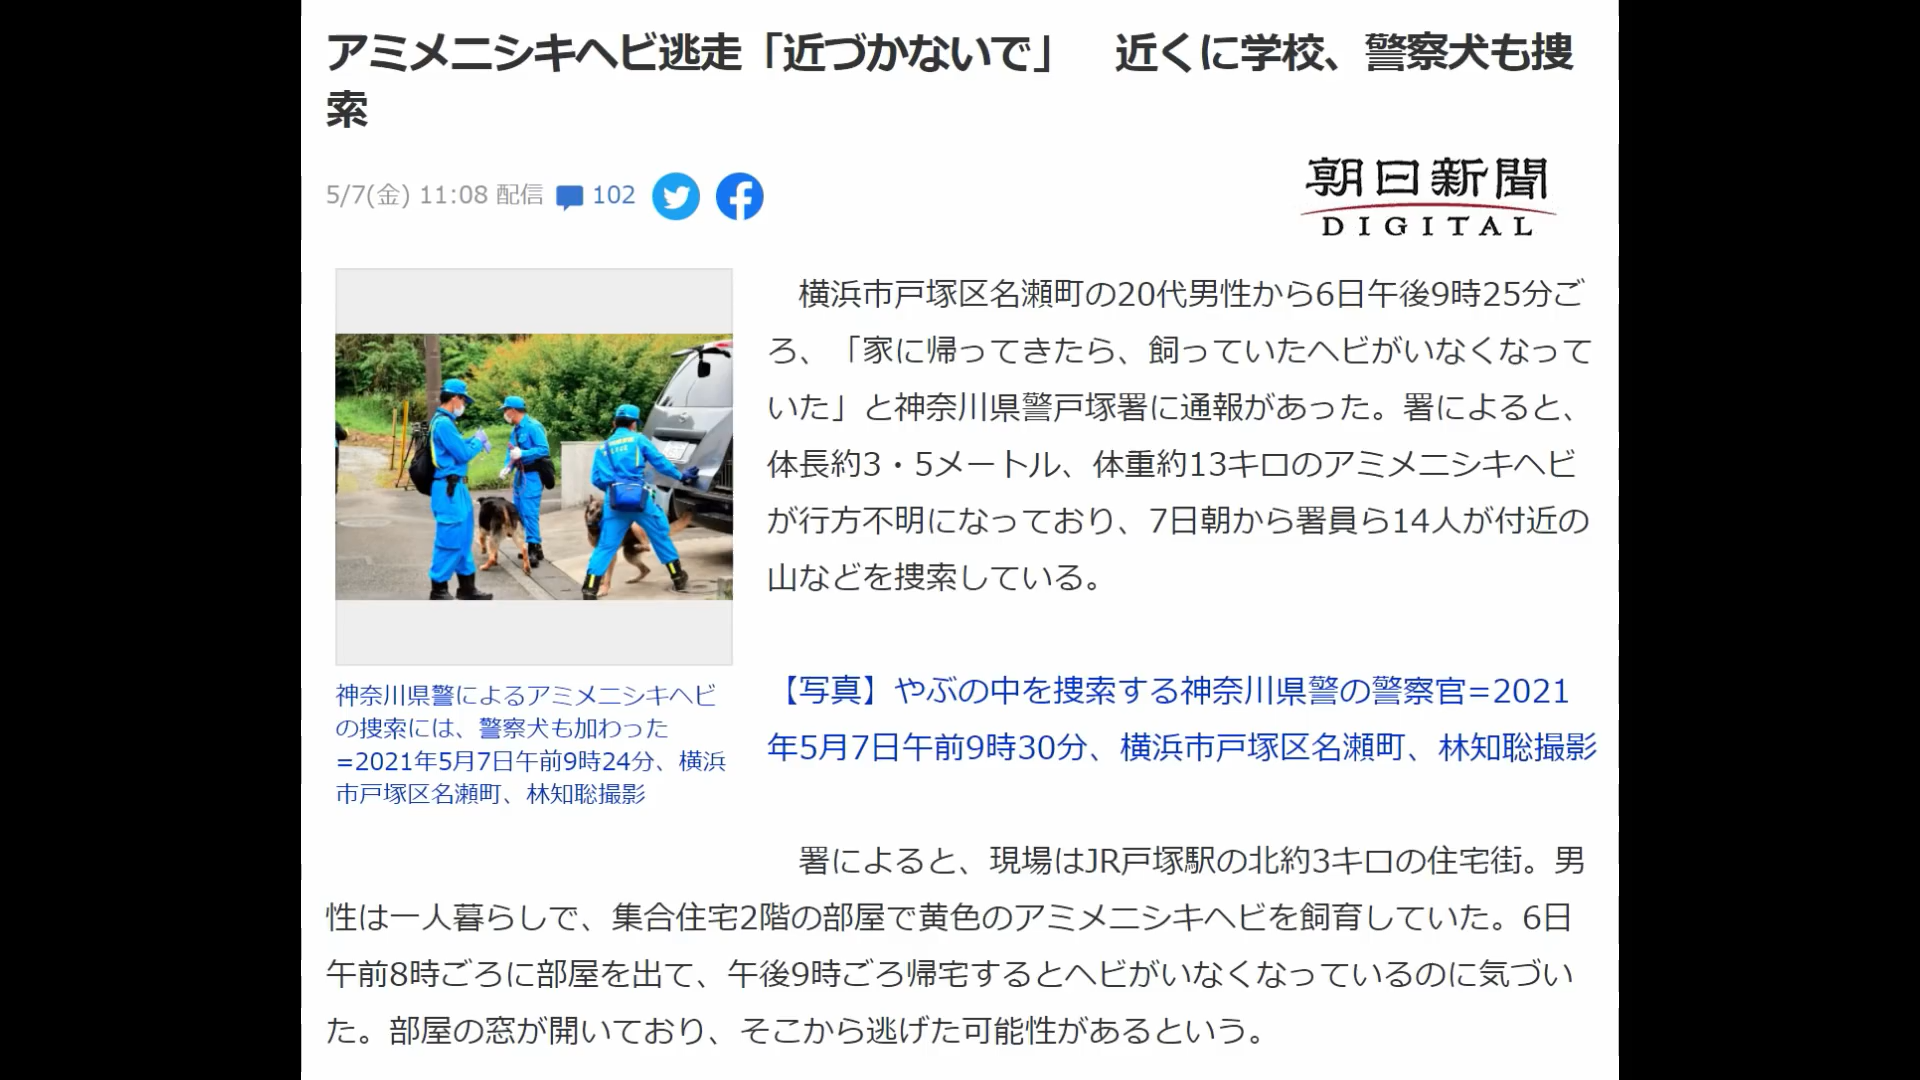 アミメニシキヘビ逃走「近づかないで」　近くに学校、警察犬も捜
索
5/7(金) 11:08 配信 102
朝日新聞
DIGITAL
横浜市戸塚区名瀬町の20代男性から6日午後9時25分ご
ろ、「家に帰ってきたら、飼っていたヘビがいなくなって
いた」と神奈川県警戸塚署に通報があった。署によると、
体長約3・5メートル、体重約13キロのアミメニシキヘビ
が行方不明になっており、7日朝から署員ら14人が付近の
山などを捜索している。
神奈川県警によるアミメニシキヘビ
の捜索には、警察犬も加わった
=2021年5月7日午前9時24分、横浜
市戸塚区名瀬町、林知聡撮影
【写真】やぶの中を捜索する神奈川県警の警察官=2021
年5月7日午前9時30分、横浜市戸塚区名瀬町、林知聡撮影
署によると、現場はJR戸塚駅の北約3キロの住宅街。男
性は一人暮らしで、集合住宅2階の部屋で黄色のアミメニシキヘビを飼育していた。6日
午前8時ごろに部屋を出て、午後9時ごろ帰宅するとヘビがいなくなっているのに気づい
た。部屋の窓が開いており、そこから逃げた可能性があるという。